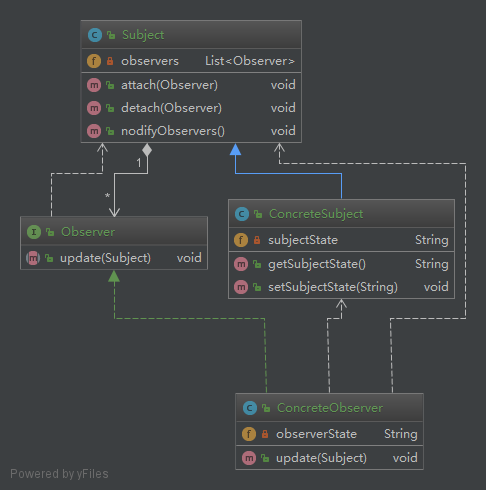 C Subject
f observers List<Observer>
m attach(Observer) void
m detach(Observer) void
m nodifyObservers() void
1
*
I Observer
m update(Subject) void
C ConcreteSubject
f subjectState String
m getSubjectState() String
m setSubjectState(String) void
C ConcreteObserver
f observerState String
m update(Subject) void
Powered by yFiles